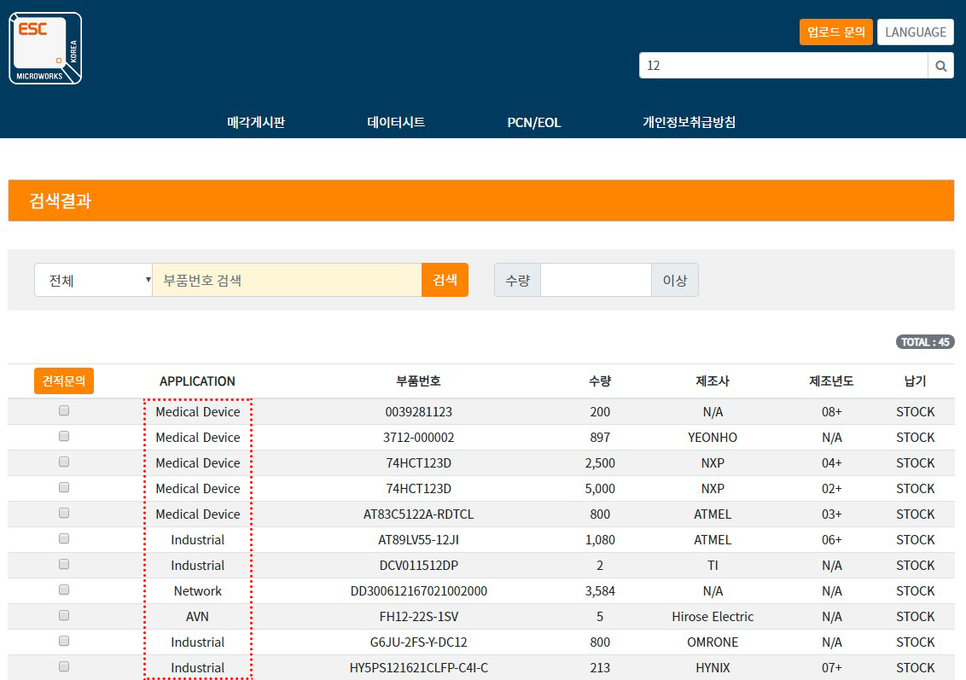 ESC
KOREA
MICROWORKS
업로드 문의 LANGUAGE
12
매각게시판 데이터시트 PCN/EOL 개인정보취급방침
검색결과
전체 부품번호 검색 검색 수량 이상
TOTAL : 45
견적문의 APPLICATION 부품번호 수량 제조사 제조년도 납기
Medical Device 0039281123 200 N/A 08+ STOCK
Medical Device 3712-000002 897 YEONHO N/A STOCK
Medical Device 74HCT123D 2,500 NXP 04+ STOCK
Medical Device 74HCT123D 5,000 NXP 02+ STOCK
Medical Device AT83C5122A-RDTCL 800 ATMEL 03+ STOCK
Industrial AT89LV55-12JI 1,080 ATMEL 06+ STOCK
Industrial DCV011512DP 2 TI N/A STOCK
Network DD300612167021002000 3,584 N/A N/A STOCK
AVN FH12-22S-1SV 5 Hirose Electric N/A STOCK
Industrial G6JU-2FS-Y-DC12 800 OMRONE N/A STOCK
Industrial HY5PS121621CLFP-C4I-C 213 HYNIX 07+ STOCK